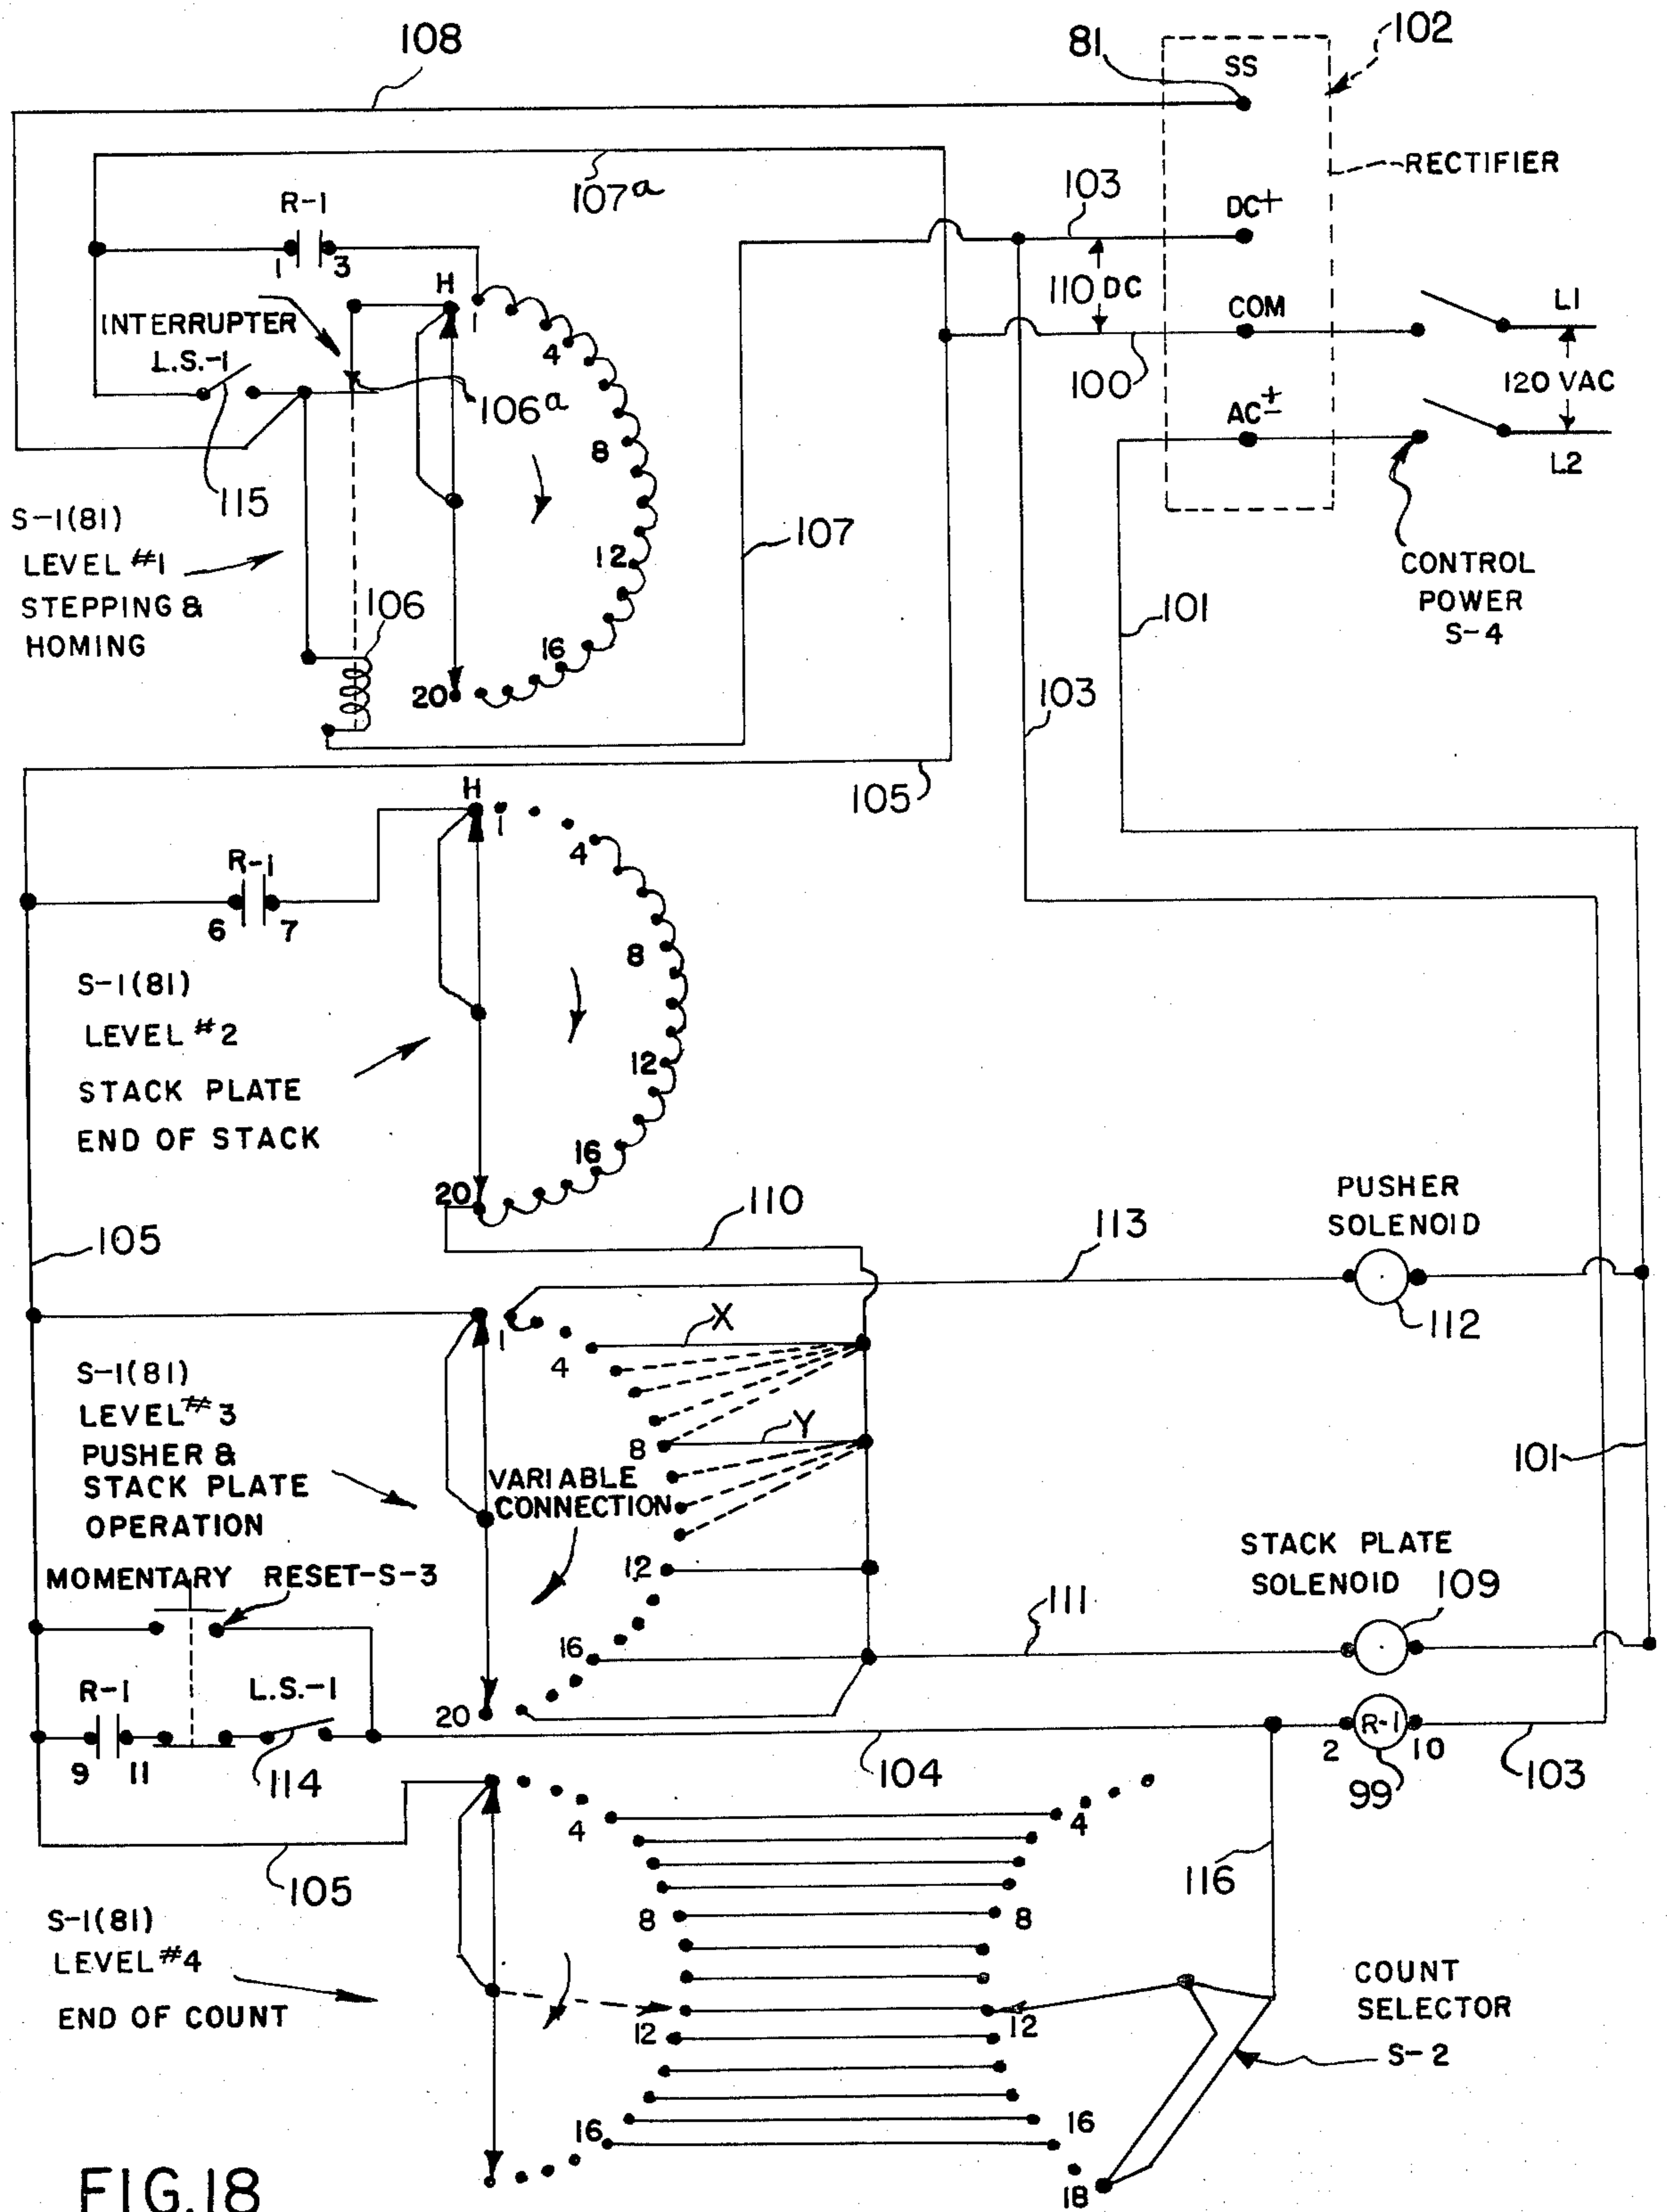 108
81
SS
102
RECTIFIER
107a
103
R-1
DC+
1
3
H
1
110 DC
COM
L1
INTERRUPTER
4
L.S.-1
100
120 VAC
106a
AC±
8
L2
115
S-1(81)
LEVEL #1
STEPPING &
HOMING
107
12
CONTROL
POWER
S-4
106
101
16
20
103
H
105
1
4
R-1
6
7
8
S-1(81)
LEVEL #2
STACK PLATE
END OF STACK
12
16
20
110
PUSHER
SOLENOID
105
113
1
X
112
4
S-1(81)
LEVEL #3
PUSHER &
STACK PLATE
OPERATION
8
Y
VARIABLE
CONNECTION
101
12
STACK PLATE
SOLENOID
109
MOMENTARY RESET-S-3
111
16
R-1
L.S.-1
20
R-1
9
11
114
104
2
10
99
103
4
4
105
116
S-1(81)
LEVEL #4
END OF COUNT
8
8
COUNT
SELECTOR
S-2
12
12
16
16
18
FIG.18